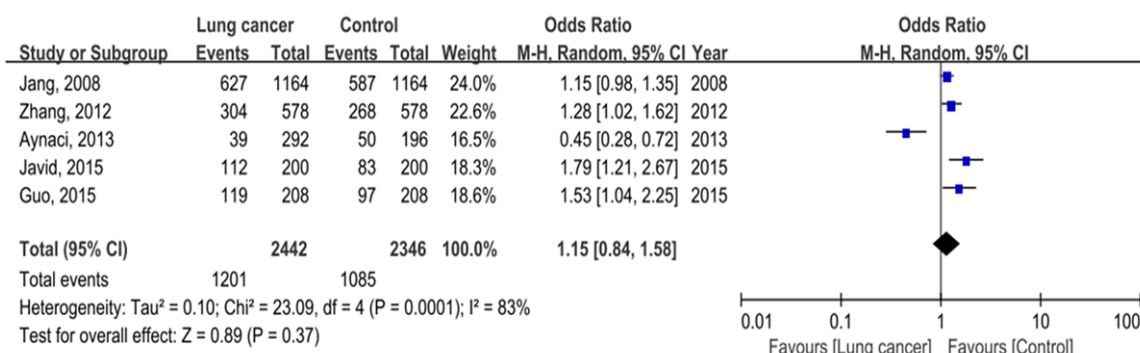 Lung cancer Control Odds Ratio Odds Ratio
Study or Subgroup Events Total Events Total Weight M-H, Random, 95% CI Year M-H, Random, 95% CI
Jang, 2008 627 1164 587 1164 24.0% 1.15 [0.98, 1.35] 2008
Zhang, 2012 304 578 268 578 22.6% 1.28 [1.02, 1.62] 2012
Aynaci, 2013 39 292 50 196 16.5% 0.45 [0.28, 0.72] 2013
Javid, 2015 112 200 83 200 18.3% 1.79 [1.21, 2.67] 2015
Guo, 2015 119 208 97 208 18.6% 1.53 [1.04, 2.25] 2015
Total (95% CI) 2442 2346 100.0% 1.15 [0.84, 1.58]
Total events 1201 1085
Heterogeneity: Tau² = 0.10; Chi² = 23.09, df = 4 (P = 0.0001); I² = 83%
Test for overall effect: Z = 0.89 (P = 0.37)
0.01 0.1 1 10 100
Favours [Lung cancer] Favours [Control]